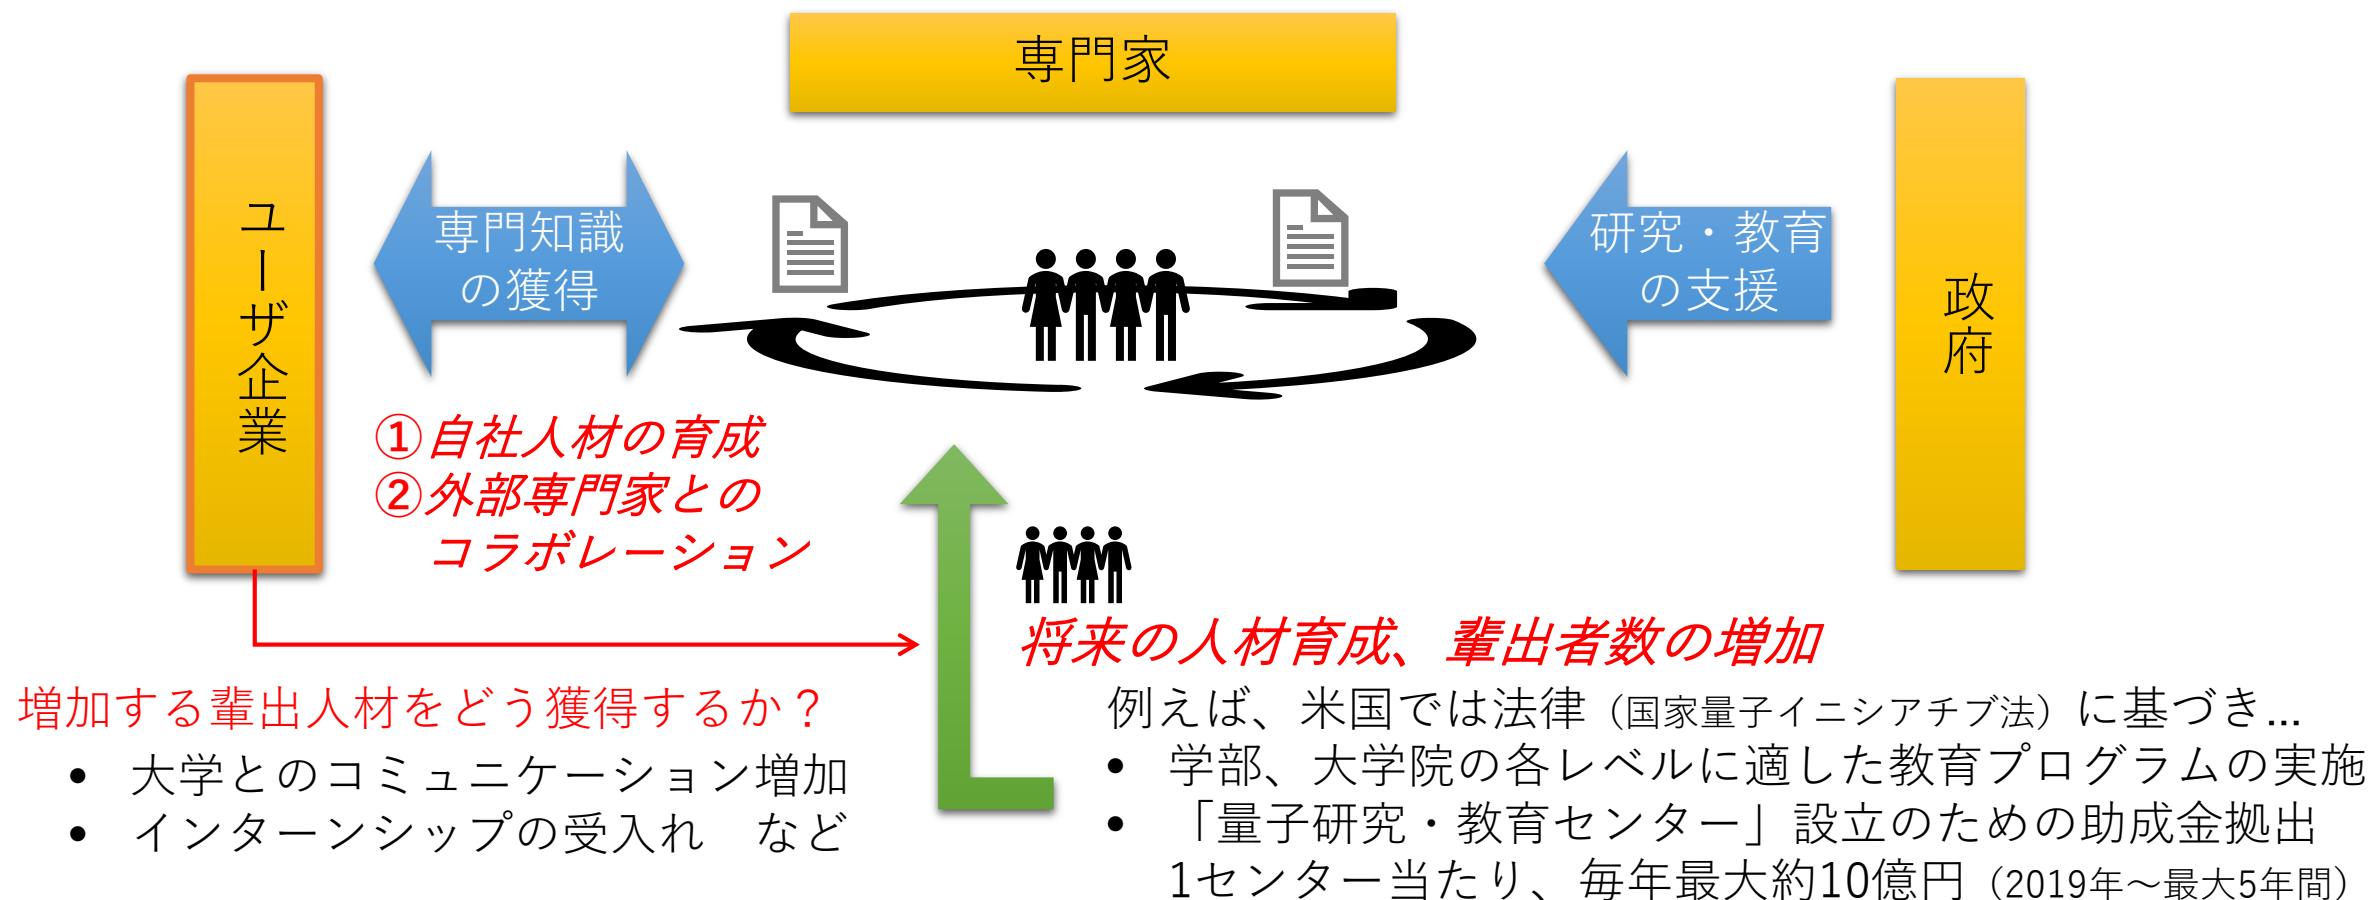 専門家
ユーザ企業
専門知識
の獲得
研究・教育
の支援
政府
①自社人材の育成
②外部専門家との
コラボレーション
将来の人材育成、輩出者数の増加
増加する輩出人材をどう獲得するか？
• 大学とのコミュニケーション増加
• インターンシップの受入れ　など
例えば、米国では法律（国家量子イニシアチブ法）に基づき...
• 学部、大学院の各レベルに適した教育プログラムの実施
• 「量子研究・教育センター」設立のための助成金拠出
1センター当たり、毎年最大約10億円（2019年～最大5年間）